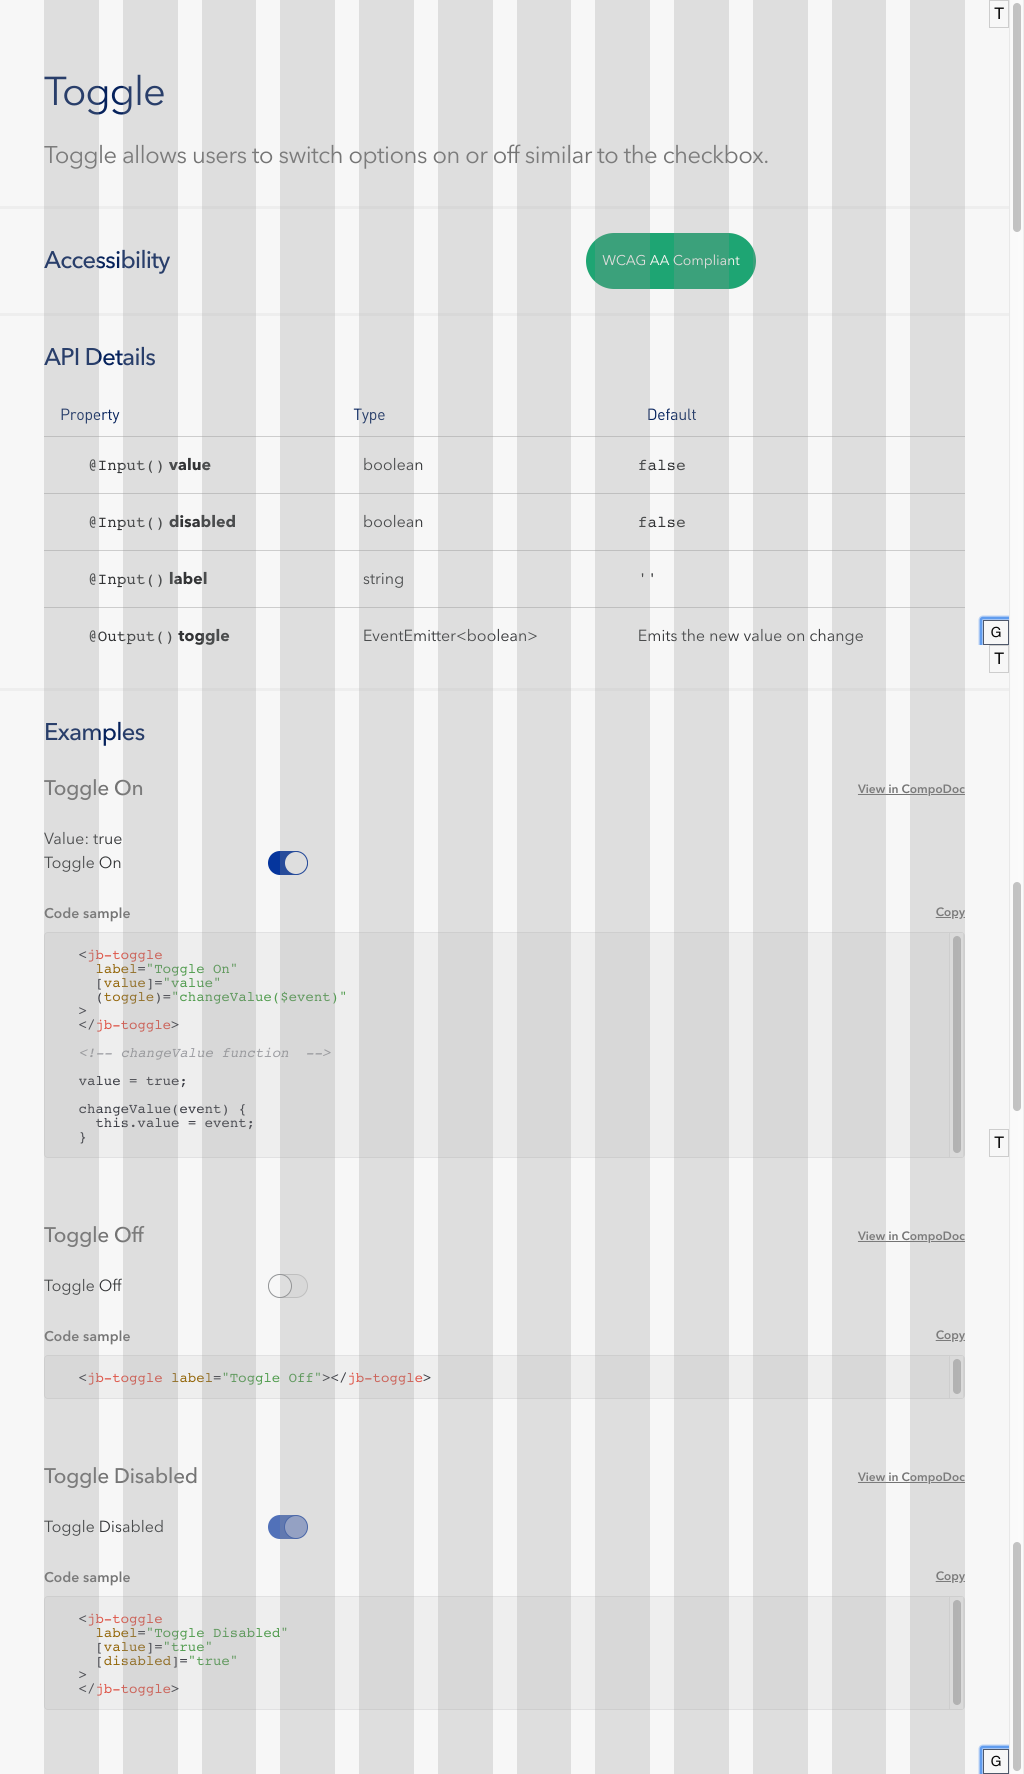 T
Toggle
Toggle allows users to switch options on or off similar to the checkbox.
Accessibility
WCAG AA Compliant
API Details
Property Type Default
@Input() value boolean false
@Input() disabled boolean false
@Input() label string ''
@Output() toggle EventEmitter<boolean> Emits the new value on change
G
T
Examples
Toggle On View in CompoDoc
Value: true
Toggle On
Code sample Copy
<jb-toggle
label="Toggle On"
[value]="value"
(toggle)="changeValue($event)"
>
</jb-toggle>
<!-- changeValue function  -->
value = true;
changeValue(event) {
this.value = event;
}
T
Toggle Off View in CompoDoc
Toggle Off
Code sample Copy
<jb-toggle label="Toggle Off"></jb-toggle>
Toggle Disabled View in CompoDoc
Toggle Disabled
Code sample Copy
<jb-toggle
label="Toggle Disabled"
[value]="true"
[disabled]="true"
>
</jb-toggle>
G